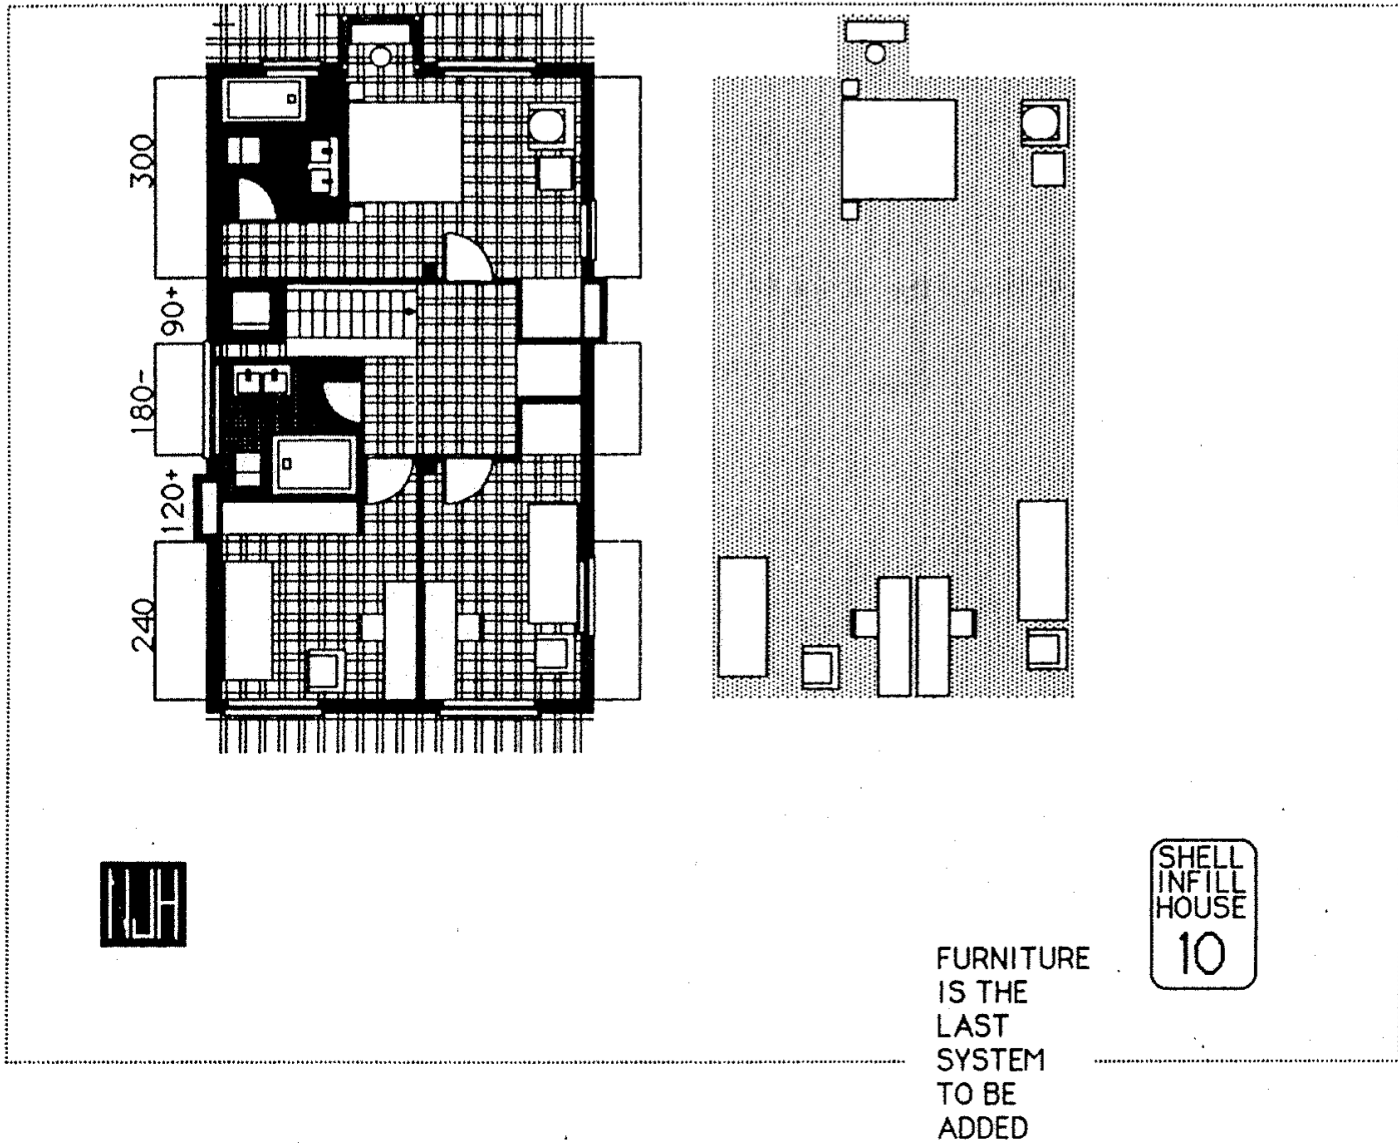 300
90+
180-
120+
240
NJH
SHELL
INFILL
HOUSE
10
FURNITURE
IS THE
LAST
SYSTEM
TO BE
ADDED